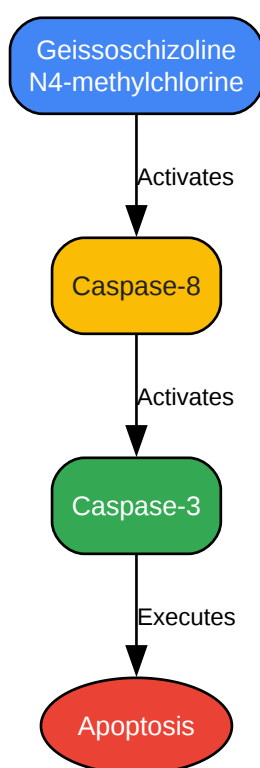 Geissoschizoline
N4-methylchlorine
Activates
Caspase-8
Activates
Caspase-3
Executes
Apoptosis